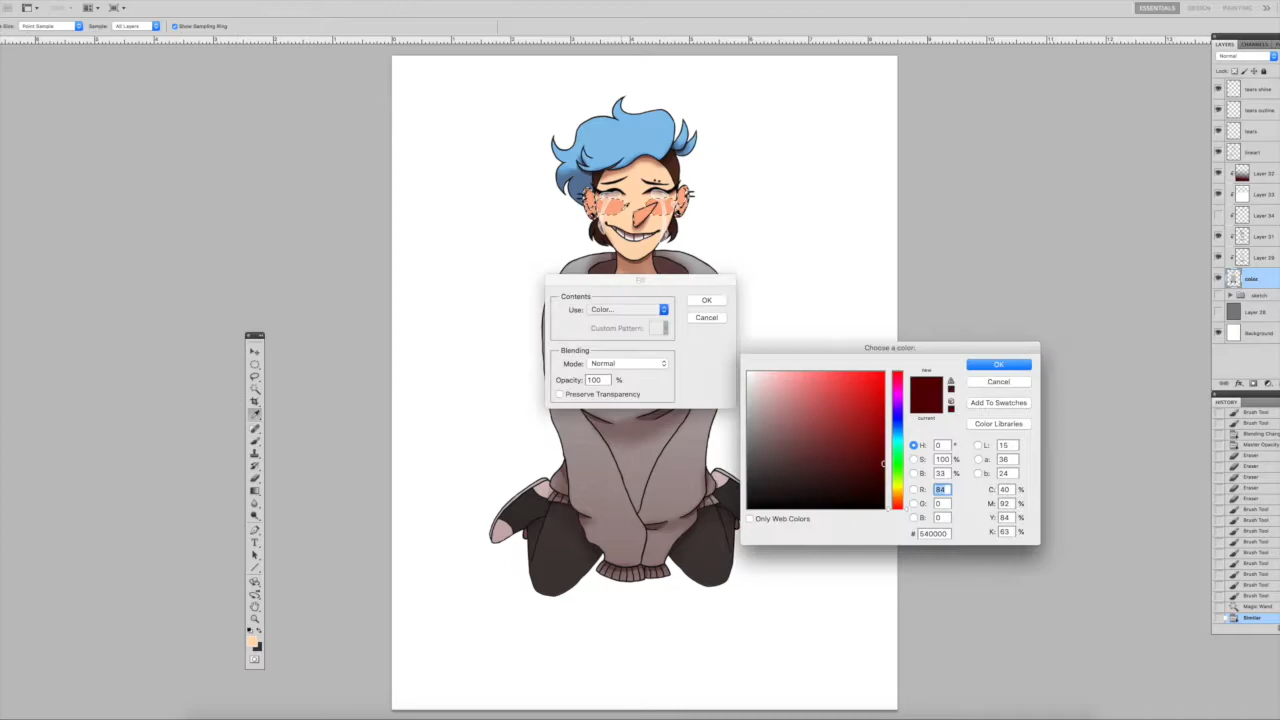 ESSENTIALS
DESIGN
PAINTING
Point Sample
Sample:
All Layers
Show Sampling Ring
LAYERS
CHANNELS
Normal
Lock:
tears shine
tears outline
tears
lineart
Layer 32
Layer 33
Layer 34
Layer 31
Layer 29
color
sketch
Layer 28
Background
HISTORY
Brush Tool
Brush Tool
Blending Chan
Master Opacity
Eraser
Eraser
Eraser
Eraser
Eraser
Brush Tool
Brush Tool
Brush Tool
Brush Tool
Brush Tool
Brush Tool
Brush Tool
Brush Tool
Brush Tool
Magic Wand
Similar
Fill
Contents
Use: Color...
Custom Pattern:
Blending
Mode: Normal
Opacity: 100 %
Preserve Transparency
OK
Cancel
Choose a color:
new
current
OK
Cancel
Add To Swatches
Color Libraries
H: 0 °
S: 100 %
B: 33 %
R: 84
G: 0
B: 0
# 540000
15
a: 36
b: 24
C: 40 %
M: 92 %
Y: 84 %
K: 63 %
Only Web Colors